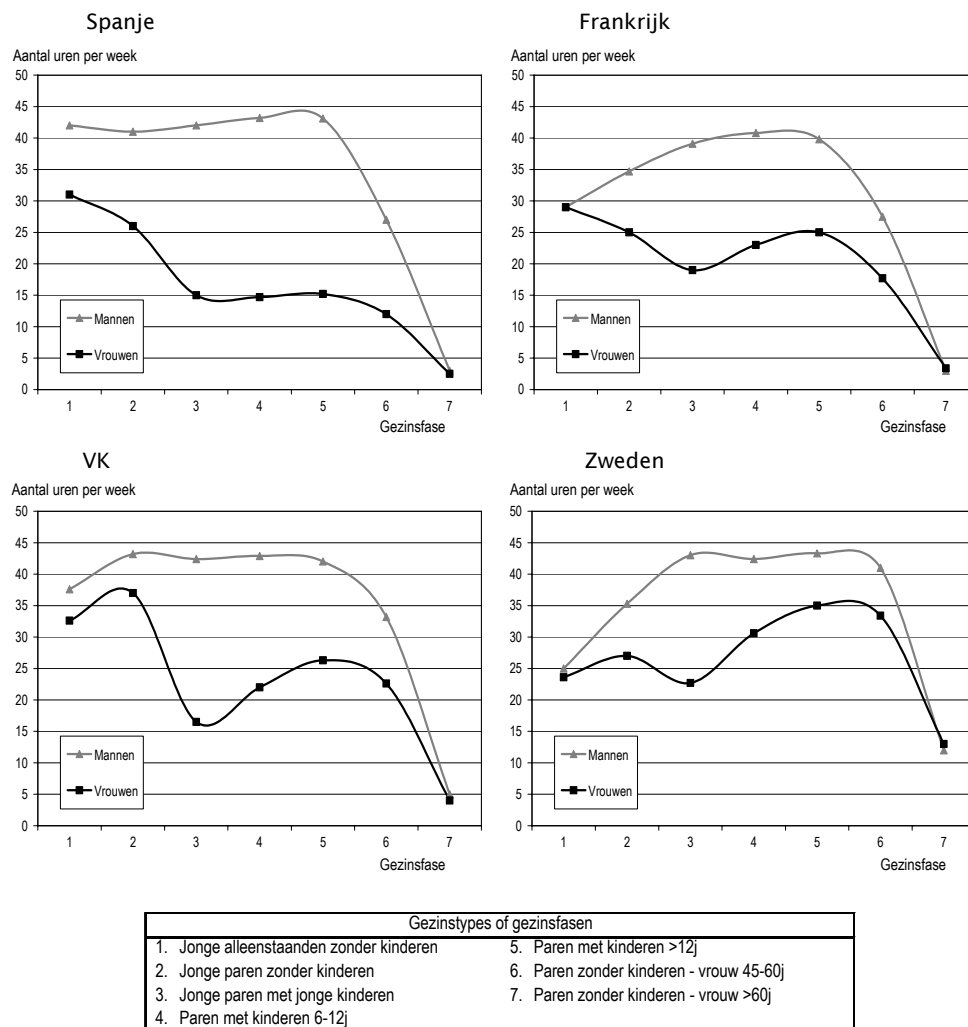 Spanje
Aantal uren per week
50
45
40
35
30
25
20
15
10
5
0
Mannen
Vrouwen
1 2 3 4 5 6 7
Gezinsfase
Frankrijk
Aantal uren per week
50
45
40
35
30
25
20
15
10
5
0
Mannen
Vrouwen
1 2 3 4 5 6 7
Gezinsfase
VK
Aantal uren per week
50
45
40
35
30
25
20
15
10
5
0
Mannen
Vrouwen
1 2 3 4 5 6 7
Gezinsfase
Zweden
Aantal uren per week
50
45
40
35
30
25
20
15
10
5
0
Mannen
Vrouwen
1 2 3 4 5 6 7
Gezinsfase
Gezinstypes of gezinsfasen
1. Jonge alleenstaanden zonder kinderen
2. Jonge paren zonder kinderen
3. Jonge paren met jonge kinderen
4. Paren met kinderen 6-12j
5. Paren met kinderen >12j
6. Paren zonder kinderen - vrouw 45-60j
7. Paren zonder kinderen - vrouw >60j